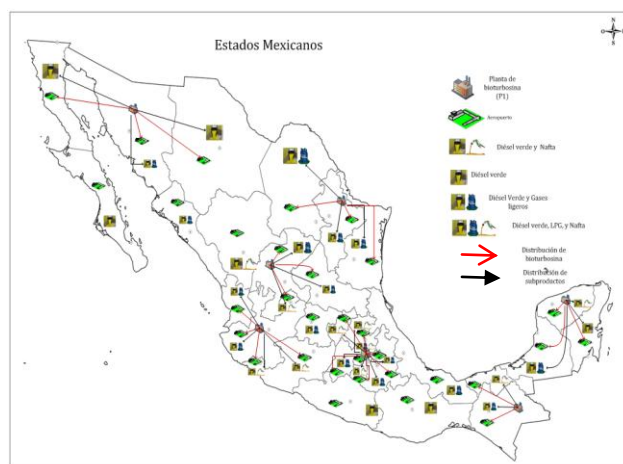 Estados Mexicanos
N
S
Planta de
bioturbosina
(P1)
Aeropuerto
Diésel verde y Nafta
Diésel verde
Diésel Verde y Gases
ligeros
Diésel verde, LPG, y Nafta
Distribución de
bioturbosina
Distribución de
subproductos